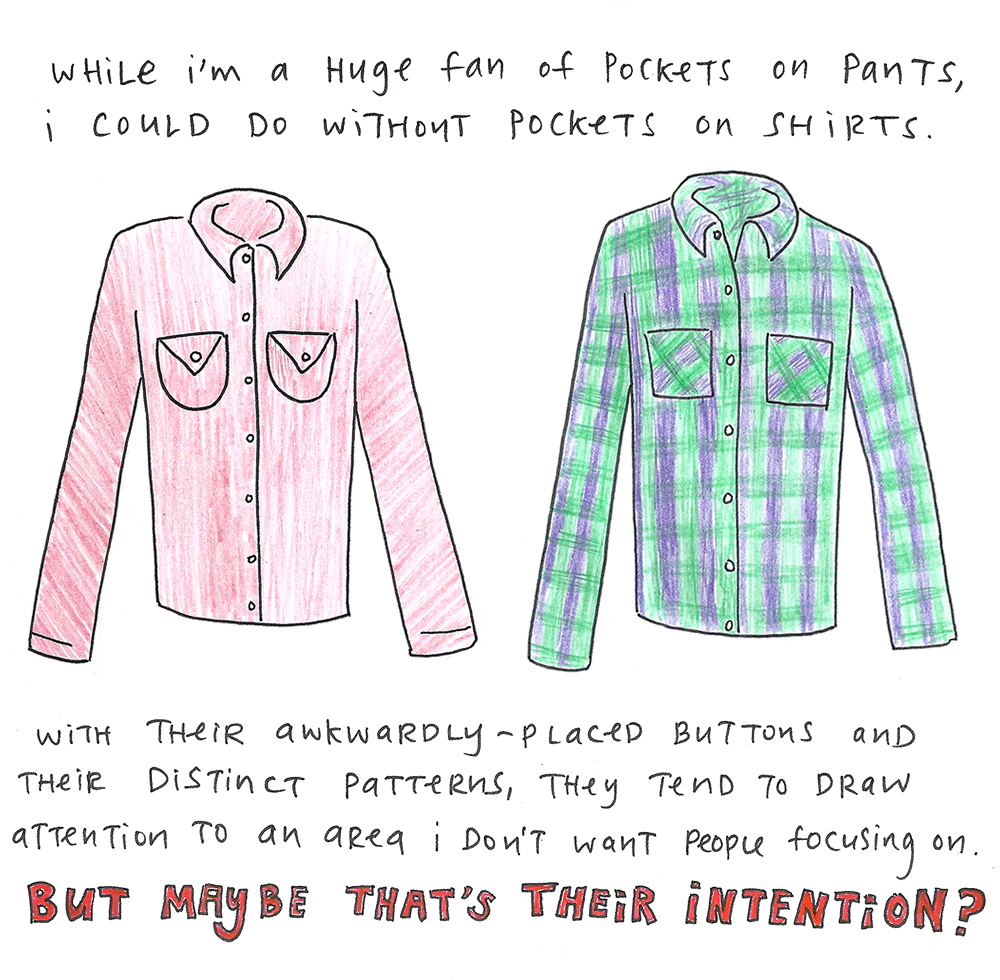 WHiLe i'm a HUge fan of POCKETS on PANTS,
i COULD DO WiTHOUT POCKeTS on SHiRTS.
WiTH THeiR aWKWARDLy-PLaceD BUTTONS anD
THeiR DiSTincT PaTTeRnS, THey TenD TO DRaW
aTTenTion TO an aRea i Don'T wanT PeoPLe focusing on.
BUT MAyBE THAT'S THEiR iNTENTiON?